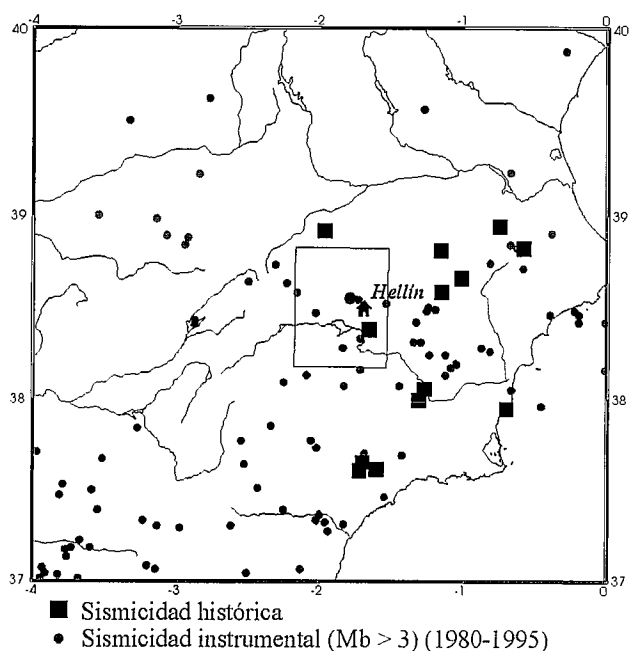 -4 -3 -2 -1 0
40 40
39 39
Hellín
38 38
37 37
-4 -3 -2 -1 0
Sismicidad histórica
Sismicidad instrumental (Mb > 3) (1980-1995)